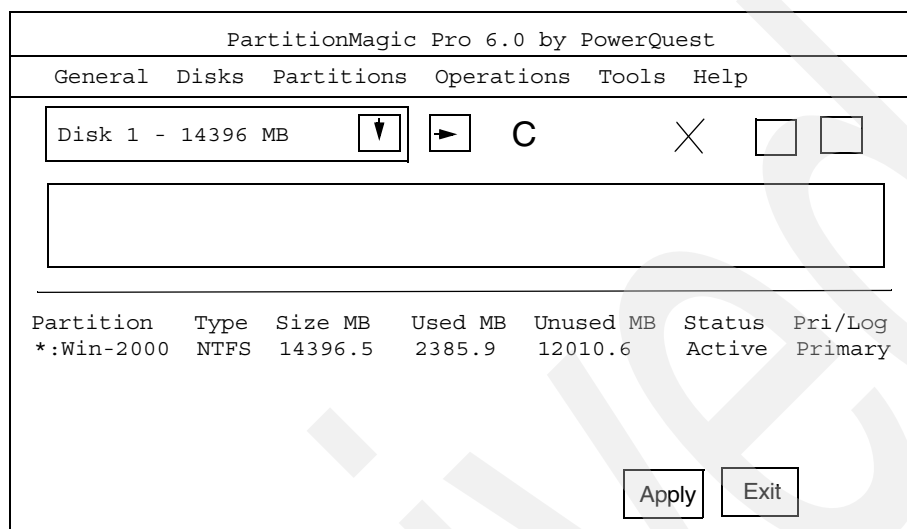 PartitionMagic Pro 6.0 by PowerQuest
General Disks Partitions Operations Tools Help
Disk 1 - 14396 MB C
Partition Type Size MB Used MB Unused MB Status Pri/Log
*:Win-2000 NTFS 14396.5 2385.9 12010.6 Active Primary
Apply Exit